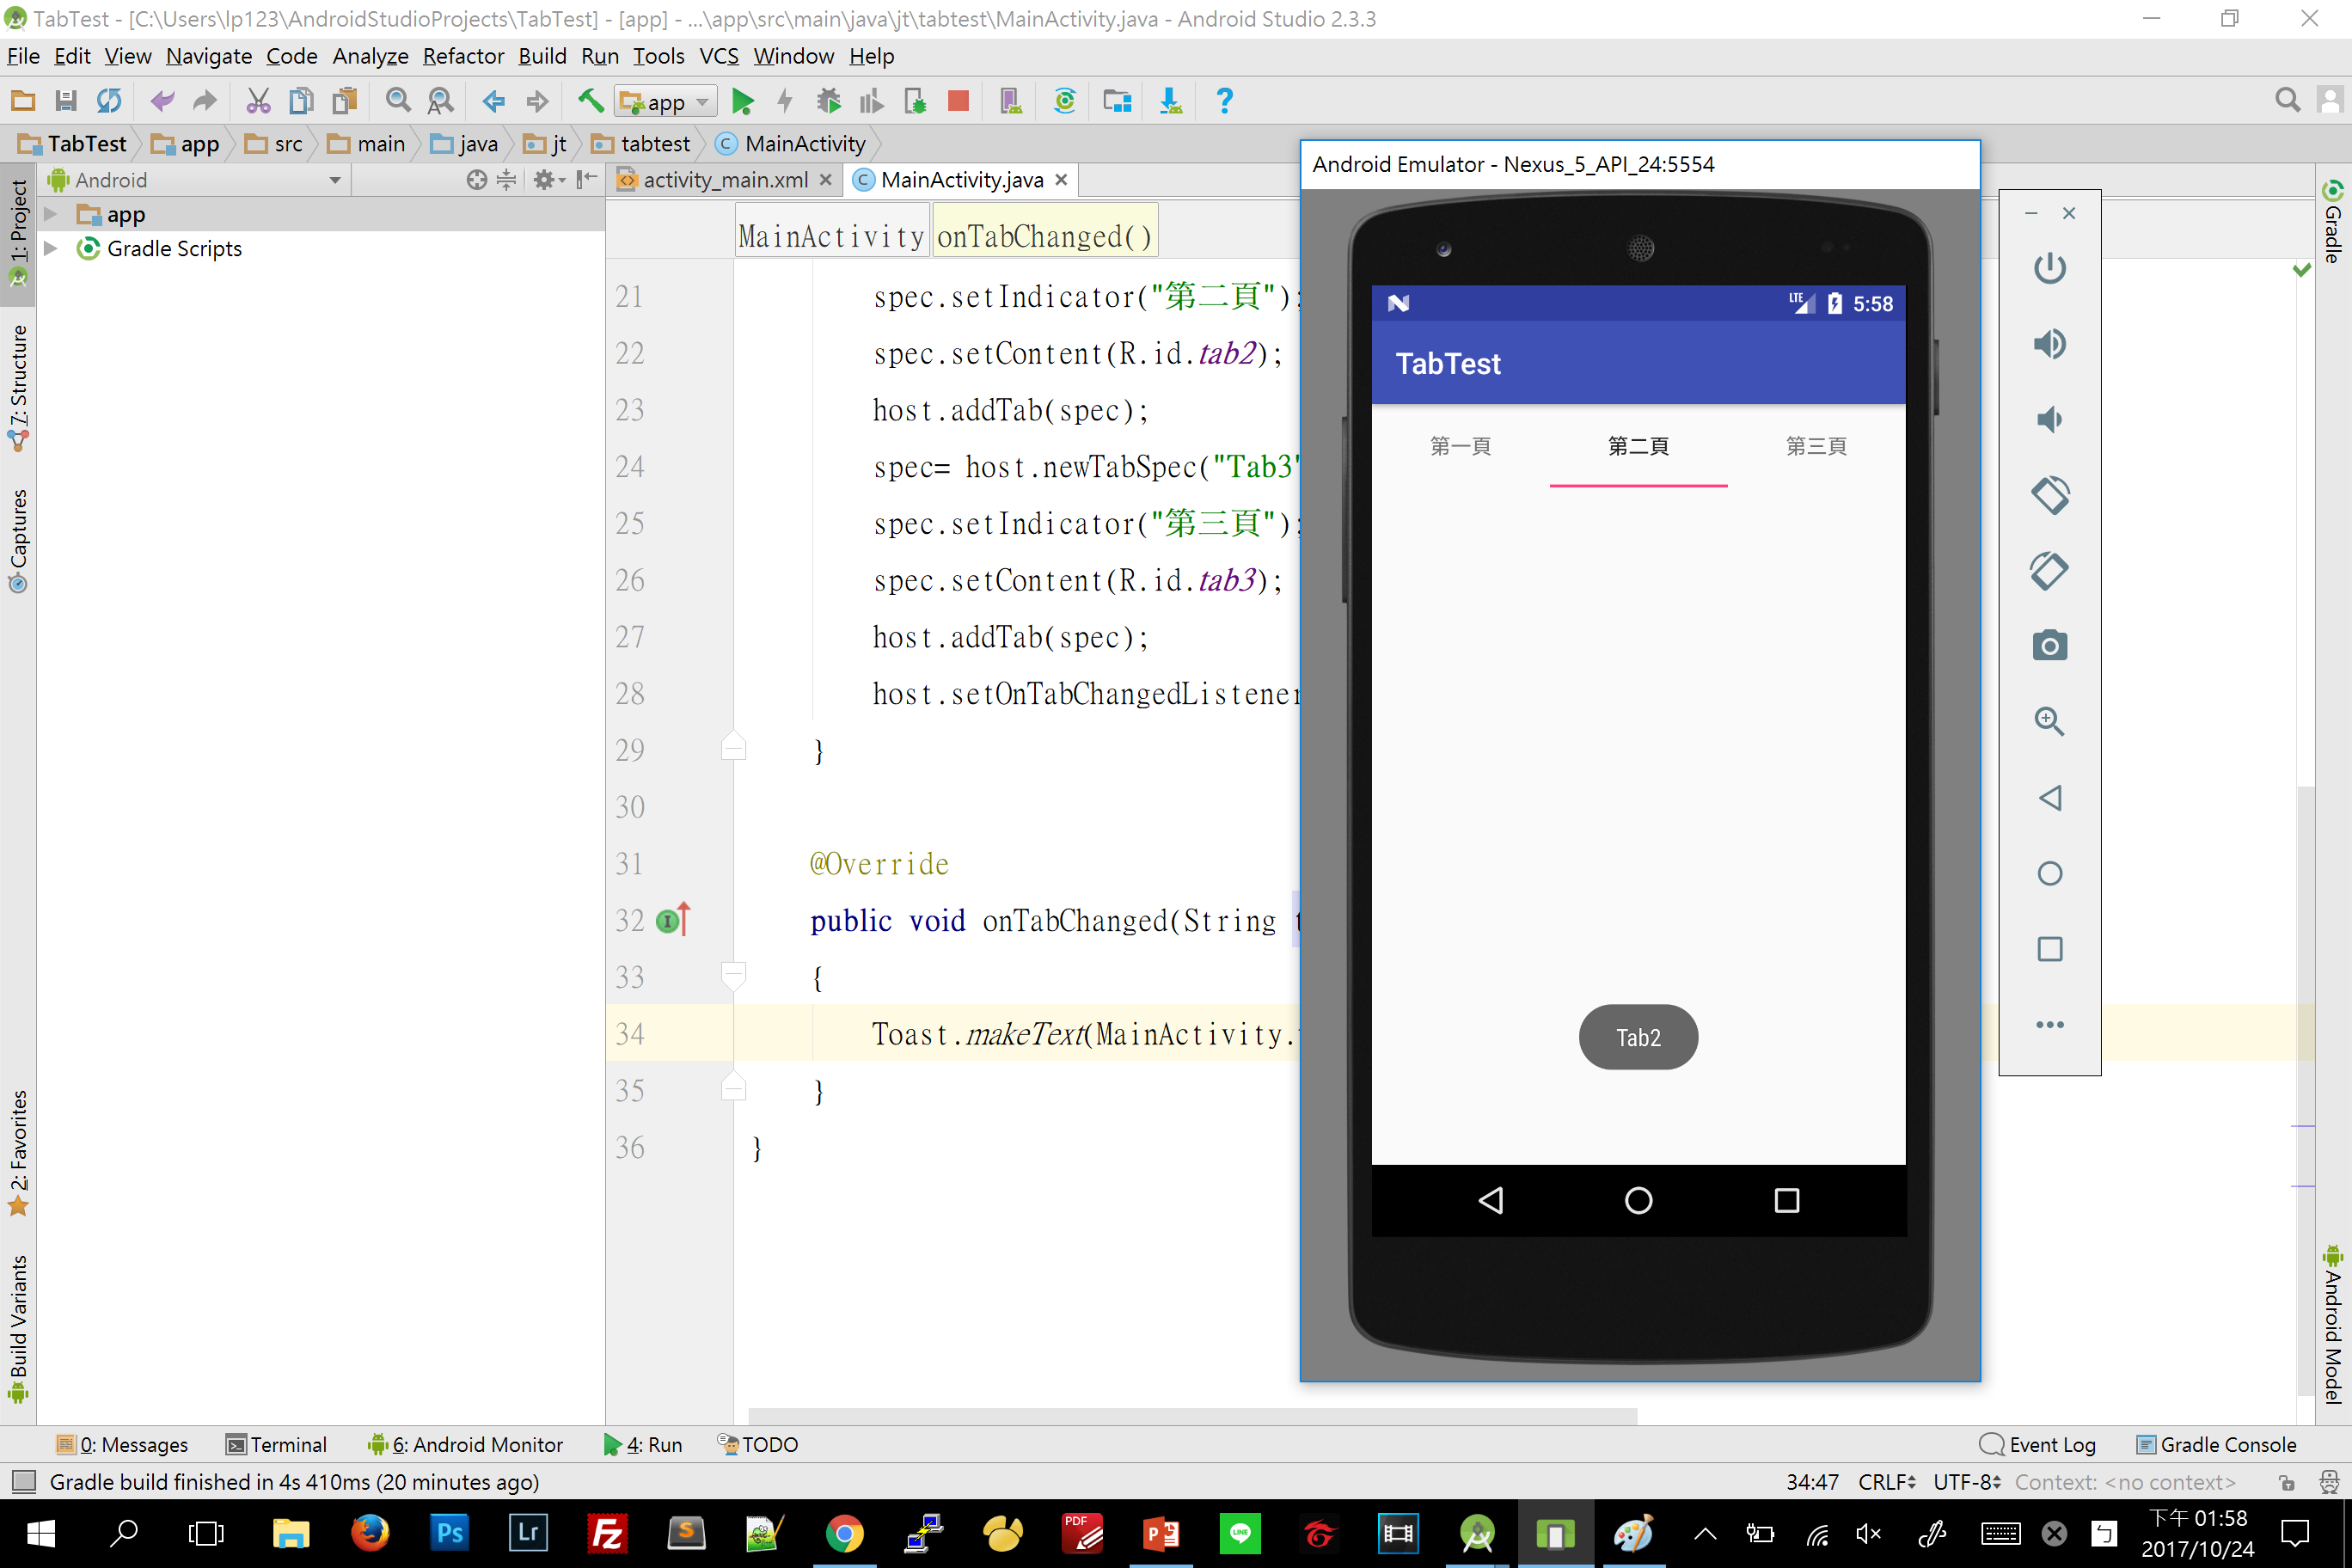 TabTest - [C:\Users\lp123\AndroidStudioProjects\TabTest] - [app] - ...\app\src\main\java\jt\tabtest\MainActivity.java - Android Studio 2.3.3
File Edit View Navigate Code Analyze Refactor Build Run Tools VCS Window Help
app
TabTest app src main java jt tabtest MainActivity
Android
activity_main.xml
MainActivity.java
app
Gradle Scripts
1: Project
7: Structure
Captures
2: Favorites
Build Variants
MainActivity onTabChanged()
21 spec.setIndicator("第二頁");
22 spec.setContent(R.id.tab2);
23 host.addTab(spec);
24 spec= host.newTabSpec("Tab3"
25 spec.setIndicator("第三頁");
26 spec.setContent(R.id.tab3);
27 host.addTab(spec);
28 host.setOnTabChangedListener
29 }
30
31 @Override
32 public void onTabChanged(String
33 {
34 Toast.makeText(MainActivity.
35 }
36 }
Android Emulator - Nexus_5_API_24:5554
LTE 5:58
TabTest
第一頁 第二頁 第三頁
Tab2
Gradle
Android Model
0: Messages Terminal 6: Android Monitor 4: Run TODO Event Log Gradle Console
Gradle build finished in 4s 410ms (20 minutes ago) 34:47 CRLF UTF-8 Context: <no context>
Ps Lr Fz S PDF P LINE ㄅ
下午 01:58
2017/10/24